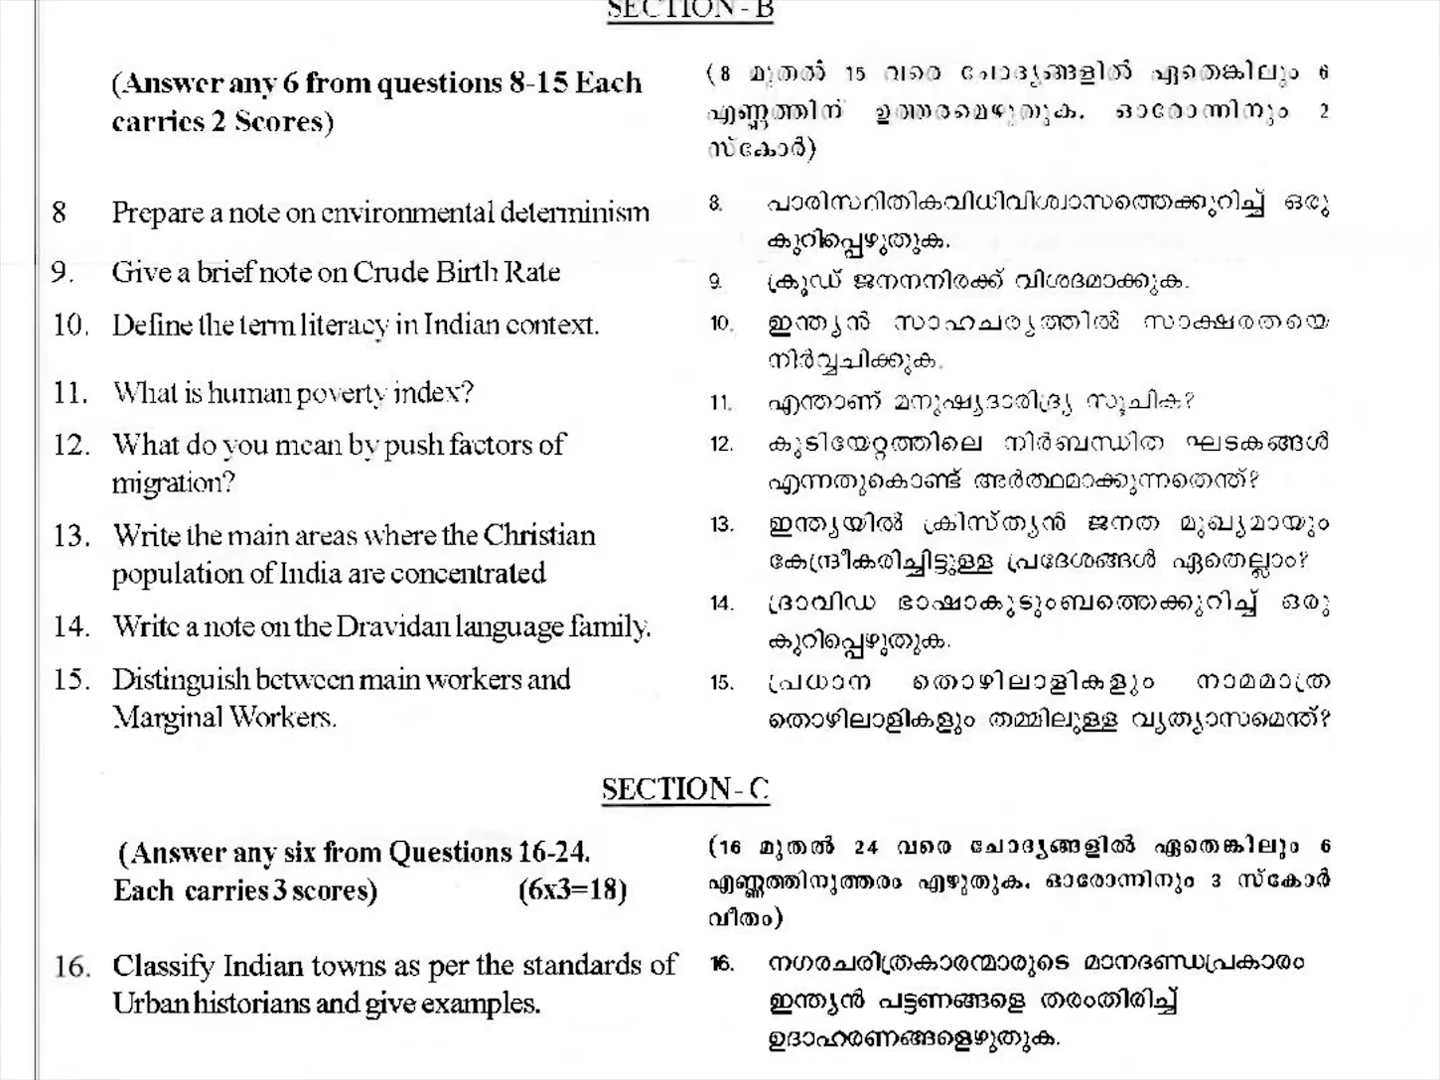 SECTION - B
(Answer any 6 from questions 8-15 Each
carries 2 Scores)
8 Prepare a note on environmental determinism
9. Give a brief note on Crude Birth Rate
10. Define the term literacy in Indian context.
11. What is human poverty index?
12. What do you mean by push factors of
migration?
13. Write the main areas where the Christian
population of India are concentrated
14. Write a note on the Dravidan language family.
15. Distinguish between main workers and
Marginal Workers.
(8 മുതൽ 15 വരെ ചോദ്യങ്ങളിൽ ഏതെങ്കിലും 6
എണ്ണത്തിന് ഉത്തരമെഴുതുക. ഓരോന്നിനും 2
സ്കോർ)
8. പാരിസ്ഥിതികവിധിവിശ്വാസത്തെക്കുറിച്ച് ഒരു
കുറിപ്പെഴുതുക.
9. ക്രൂഡ് ജനനനിരക്ക് വിശദമാക്കുക.
10. ഇന്ത്യൻ സാഹചര്യത്തിൽ സാക്ഷരതയെ
നിർവ്വചിക്കുക.
11. എന്താണ് മനുഷ്യദാരിദ്ര്യ സൂചിക?
12. കുടിയേറ്റത്തിലെ നിർബന്ധിത ഘടകങ്ങൾ
എന്നതുകൊണ്ട് അർത്ഥമാക്കുന്നതെന്ത്?
13. ഇന്ത്യയിൽ ക്രിസ്ത്യൻ ജനത മുഖ്യമായും
കേന്ദ്രീകരിച്ചിട്ടുള്ള പ്രദേശങ്ങൾ ഏതെല്ലാം?
14. ദ്രാവിഡ ഭാഷാകുടുംബത്തെക്കുറിച്ച് ഒരു
കുറിപ്പെഴുതുക.
15. പ്രധാന തൊഴിലാളികളും നാമമാത്ര
തൊഴിലാളികളും തമ്മിലുള്ള വ്യത്യാസമെന്ത്?
SECTION- C
(Answer any six from Questions 16-24.
Each carries 3 scores) (6x3=18)
16. Classify Indian towns as per the standards of
Urban historians and give examples.
(16 മുതൽ 24 വരെ ചോദ്യങ്ങളിൽ ഏതെങ്കിലും 6
എണ്ണത്തിനുത്തരം എഴുതുക. ഓരോന്നിനും 3 സ്കോർ
വീതം)
16. നഗരചരിത്രകാരന്മാരുടെ മാനദണ്ഡപ്രകാരം
ഇന്ത്യൻ പട്ടണങ്ങളെ തരംതിരിച്ച്
ഉദാഹരണങ്ങളെഴുതുക.